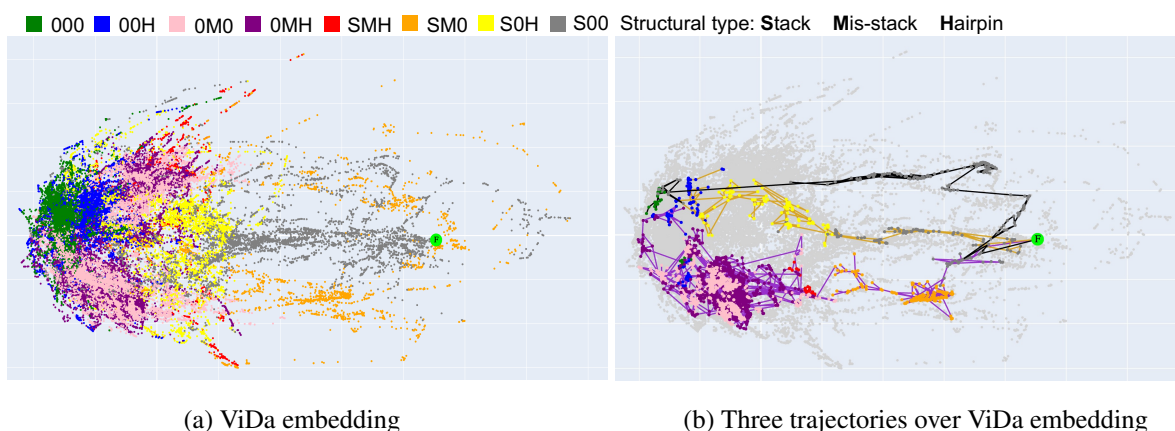 000 00H 0M0 0MH SMH SM0 S0H S00 Structural type: Stack Mis-stack Hairpin
F F
(a) ViDa embedding (b) Three trajectories over ViDa embedding